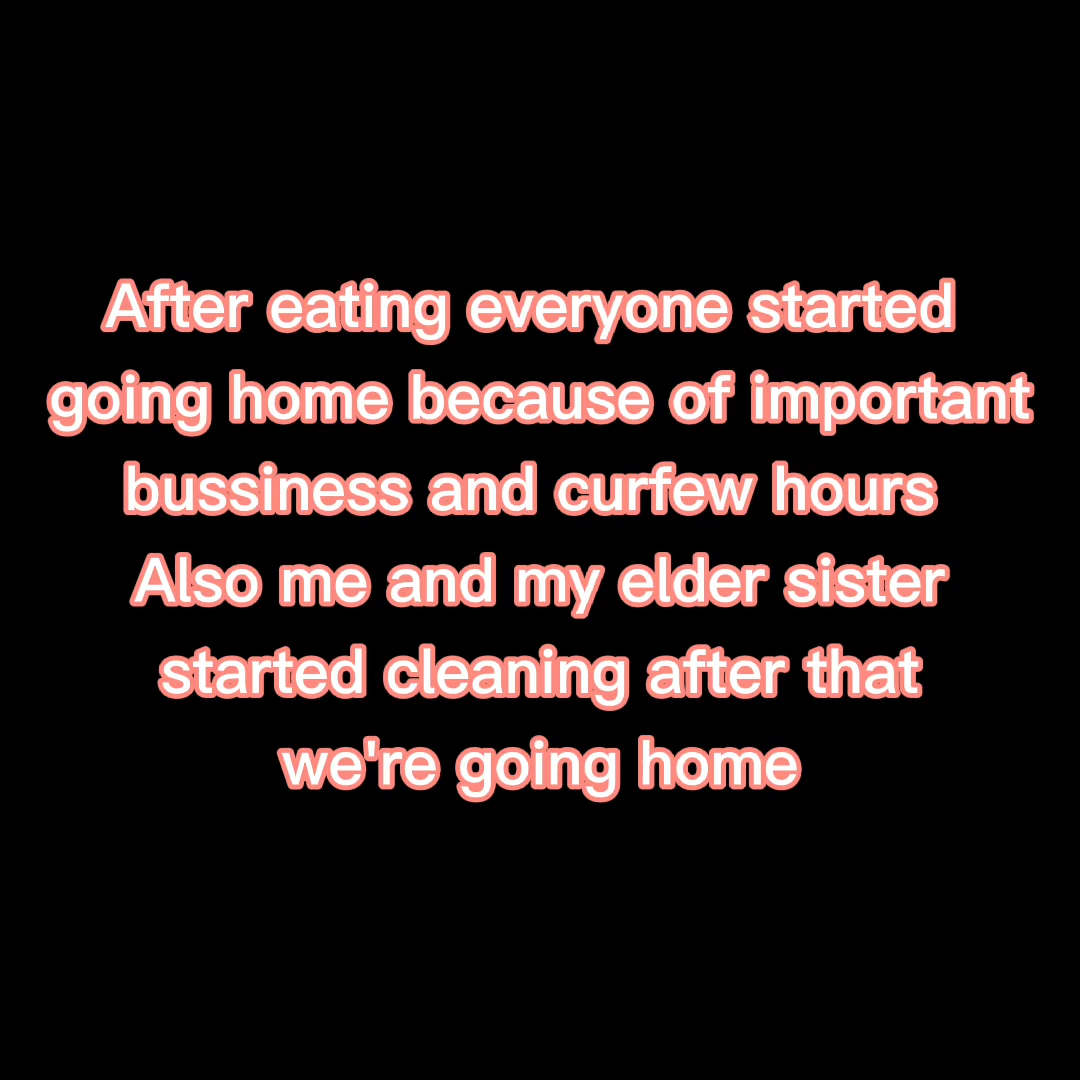 After eating everyone started
going home because of important
bussiness and curfew hours
Also me and my elder sister
started cleaning after that
we're going home